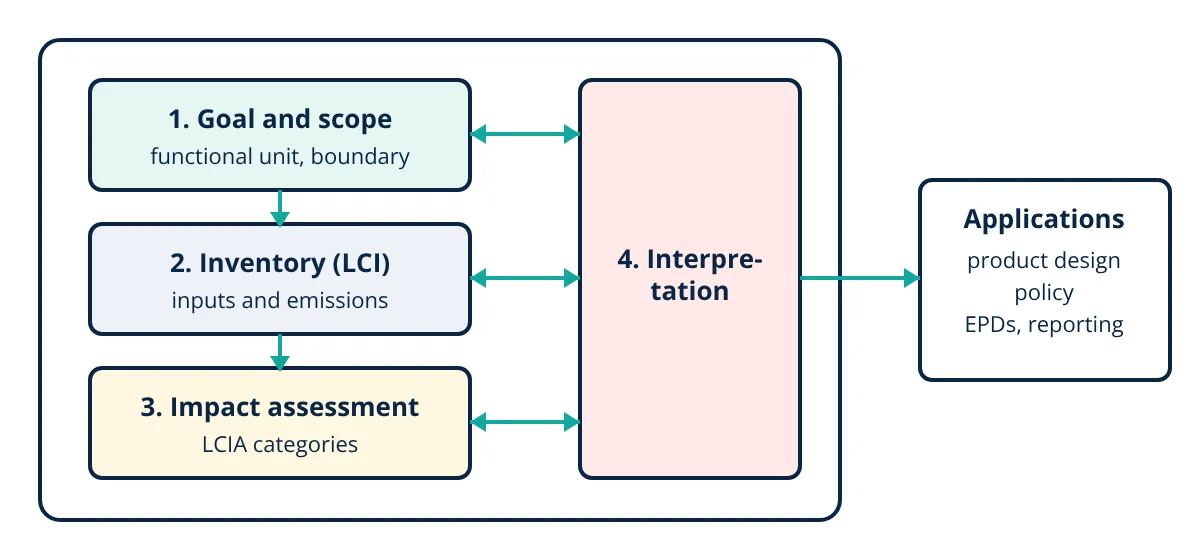 1. Goal and scope
functional unit, boundary
2. Inventory (LCI)
inputs and emissions
3. Impact assessment
LCIA categories
4. Interpre-
tation
Applications
product design
policy
EPDs, reporting